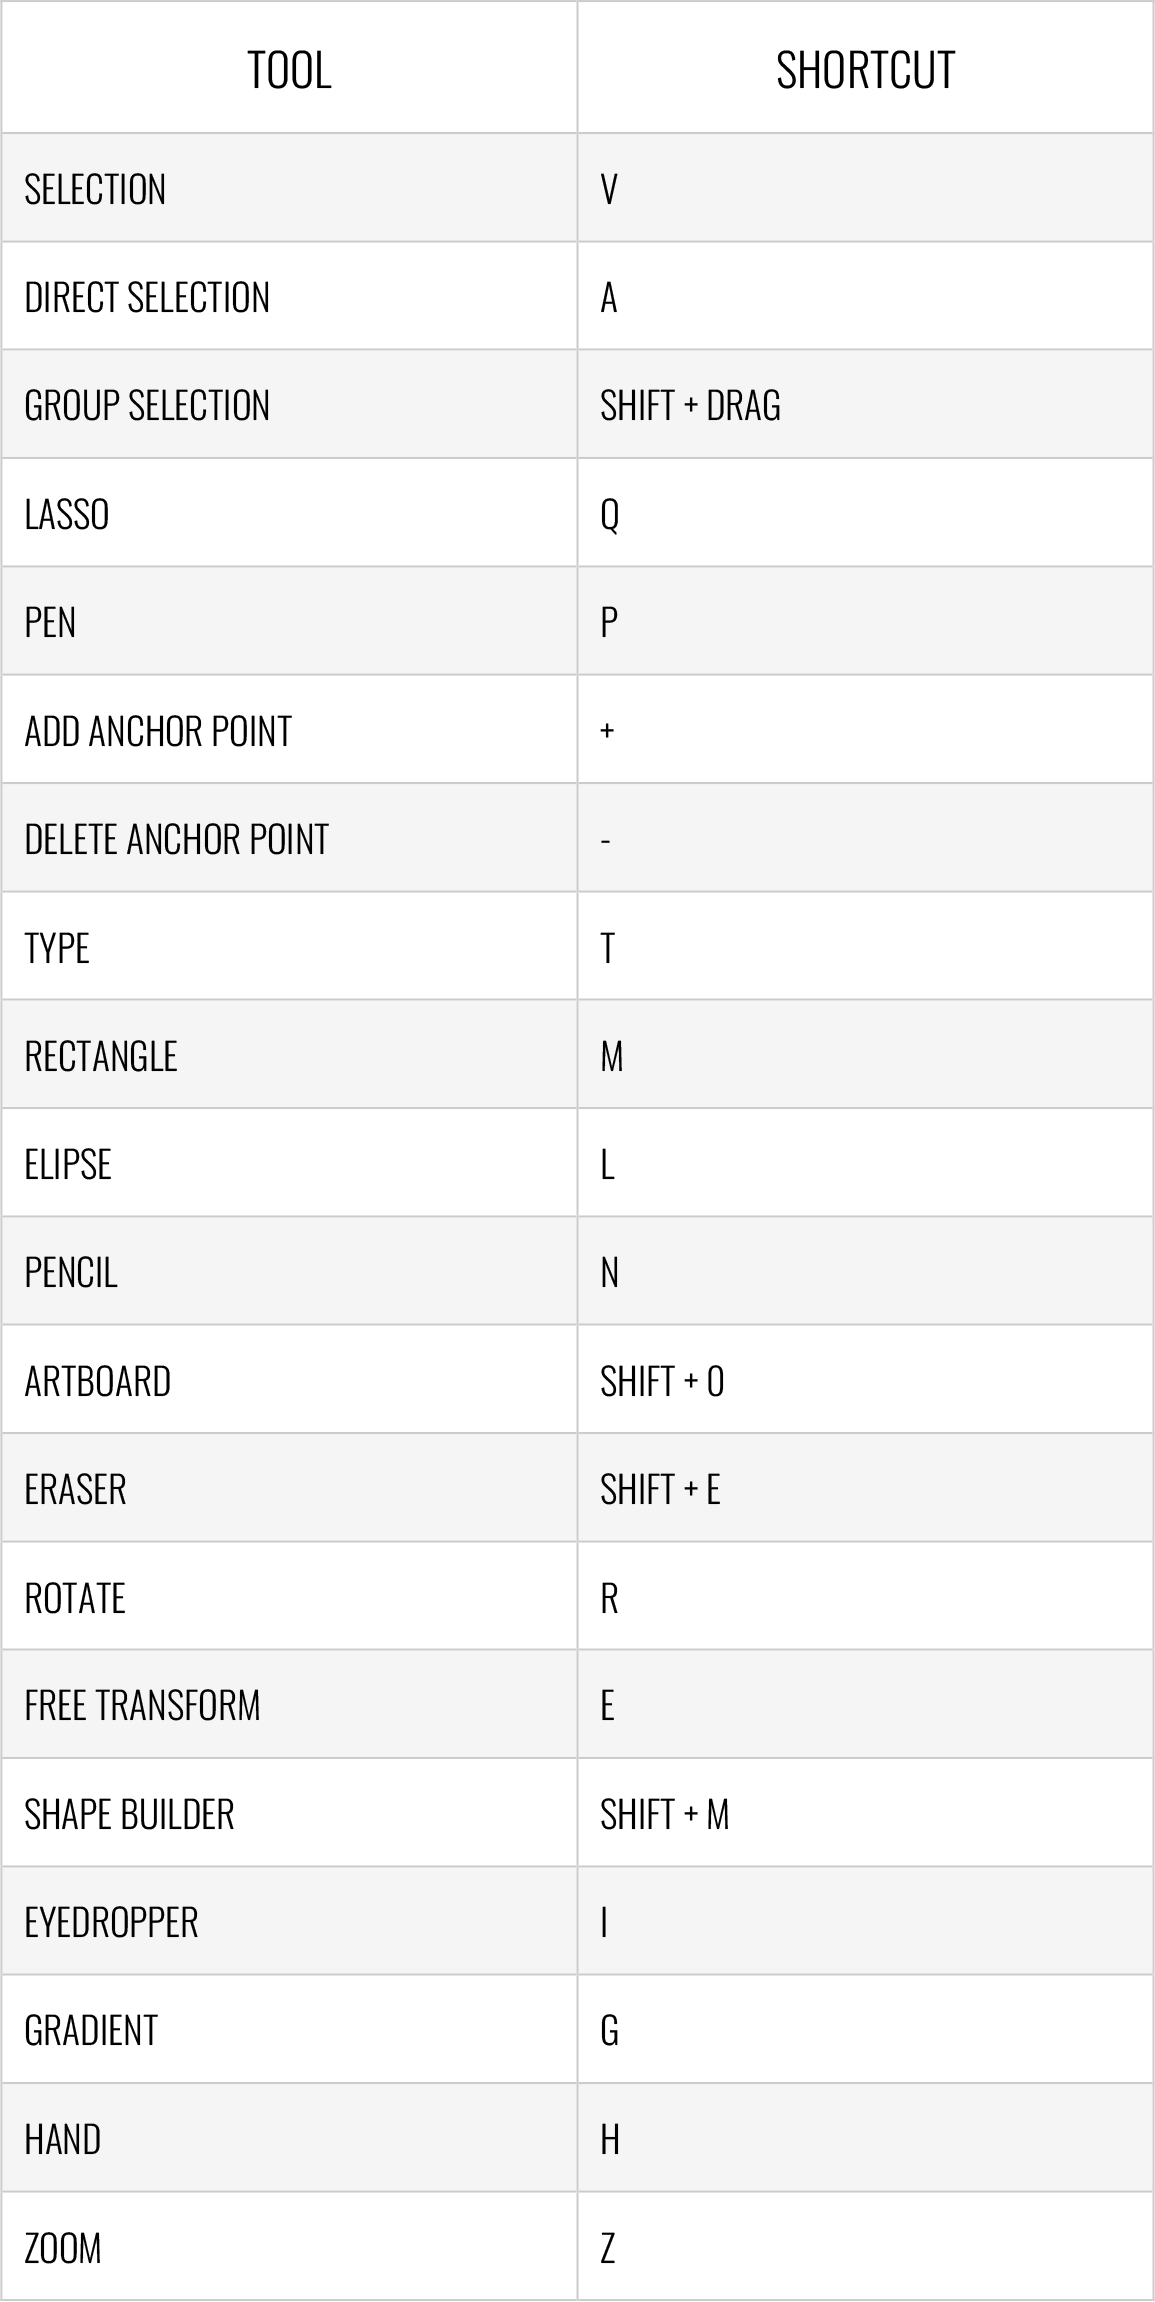 TOOL SHORTCUT
SELECTION V
DIRECT SELECTION A
GROUP SELECTION SHIFT + DRAG
LASSO Q
PEN P
ADD ANCHOR POINT +
DELETE ANCHOR POINT -
TYPE T
RECTANGLE M
ELIPSE L
PENCIL N
ARTBOARD SHIFT + O
ERASER SHIFT + E
ROTATE R
FREE TRANSFORM E
SHAPE BUILDER SHIFT + M
EYEDROPPER I
GRADIENT G
HAND H
ZOOM Z